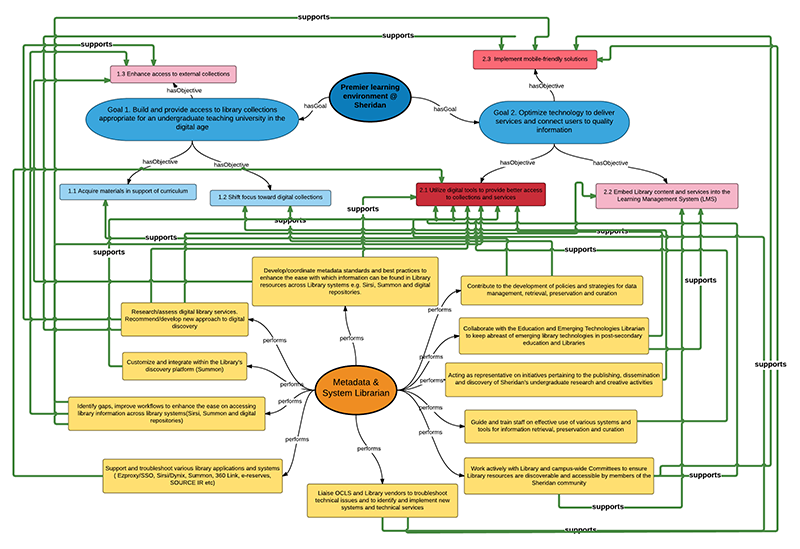 supports
supports
2.3 Implement mobile-friendly solutions
1.3 Enhance access to external collections
hasObjective
hasObjective
Premier learning
environment @
Sheridan
hasGoal
hasGoal
Goal 1. Build and provide access to library collections
appropriate for an undergraduate teaching university in the
digital age
Goal 2. Optimize technology to deliver
services and connect users to quality
information
hasObjective
hasObjective
hasObjective
hasObjective
1.1 Acquire materials in support of curriculum
1.2 Shift focus toward digital collections
2.1 Utilize digital tools to provide better access
to collections and services
2.2 Embed Library content and services into the
Learning Management System (LMS)
supports
supports
supports
supports
supports
supports
Develop/coordinate metadata standards and best practices to
enhance the ease with which information can be found in Library
resources across Library systems e.g. Sirsi, Summon and digital
repositories.
Contribute to the development of policies and strategies for data
management, retrieval, preservation and curation
Research/assess digital library services.
Recommend/develop new approach to digital
discovery
Collaborate with the Education and Emerging Technologies Librarian
to keep abreast of emerging library technologies in post-secondary
education and Libraries
performs
performs
performs
performs
Customize and integrate within the Library's
discovery platform (Summon)
supports
Acting as representative on initiatives pertaining to the publishing, dissemination
and discovery of Sheridan's undergraduate research and creative activities
performs
performs
Metadata &
System Librarian
Identify gaps, improve workflows to enhance the ease on accessing
library information across library systems(Sirsi, Summon and digital
repositories)
performs
performs
Guide and train staff on effective use of various systems and
tools for information retrieval, preservation and curation
performs
performs
performs
Support and troubleshoot various library applications and systems
( Ezproxy/SSO, Sirsi/Dynix, Summon, 360 Link, e-reserves,
SOURCE IR etc)
Work actively with Library and campus-wide Committees to ensure
Library resources are discoverable and accessible by members of the
Sheridan community
supports
Liaise OCLS and Library vendors to troubleshoot
technical issues and to identify and implement new
systems and technical services
supports
supports